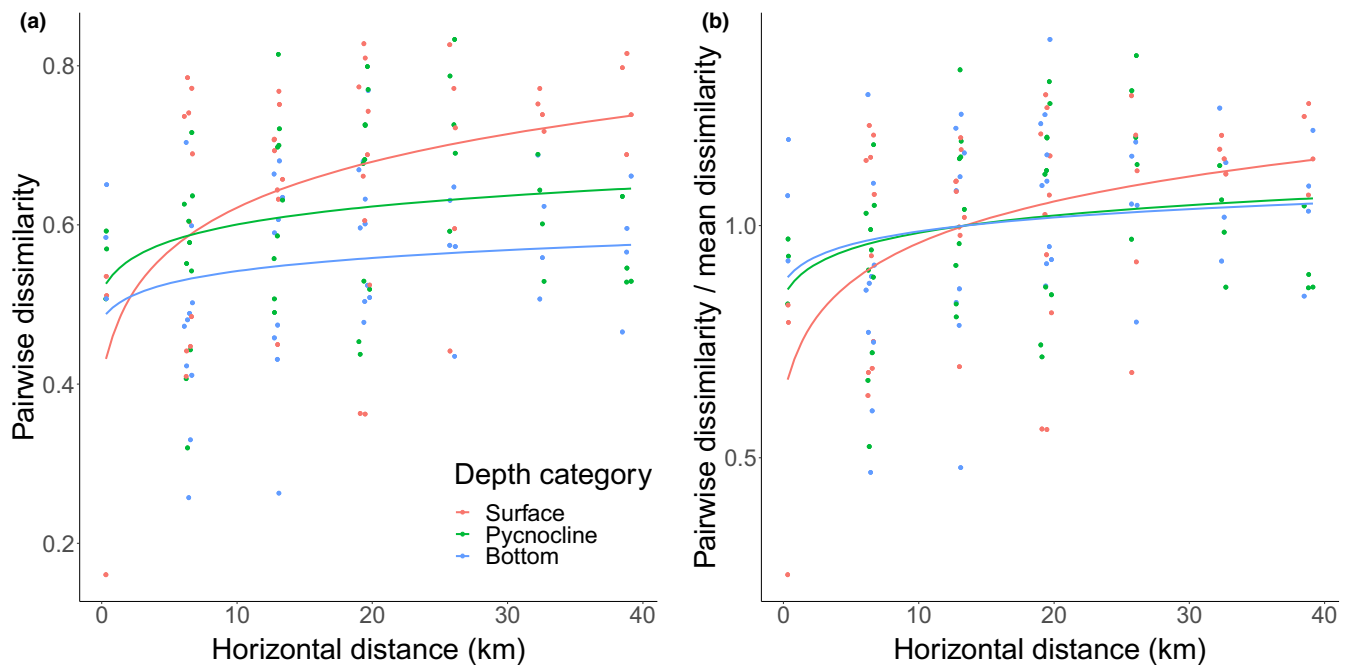 (a)
Pairwise dissimilarity
0.8
0.6
0.4
0.2
0
10
20
30
40
Horizontal distance (km)
Depth category
Surface
Pycnocline
Bottom
(b)
Pairwise dissimilarity / mean dissimilarity
1.0
0.5
0
10
20
30
40
Horizontal distance (km)